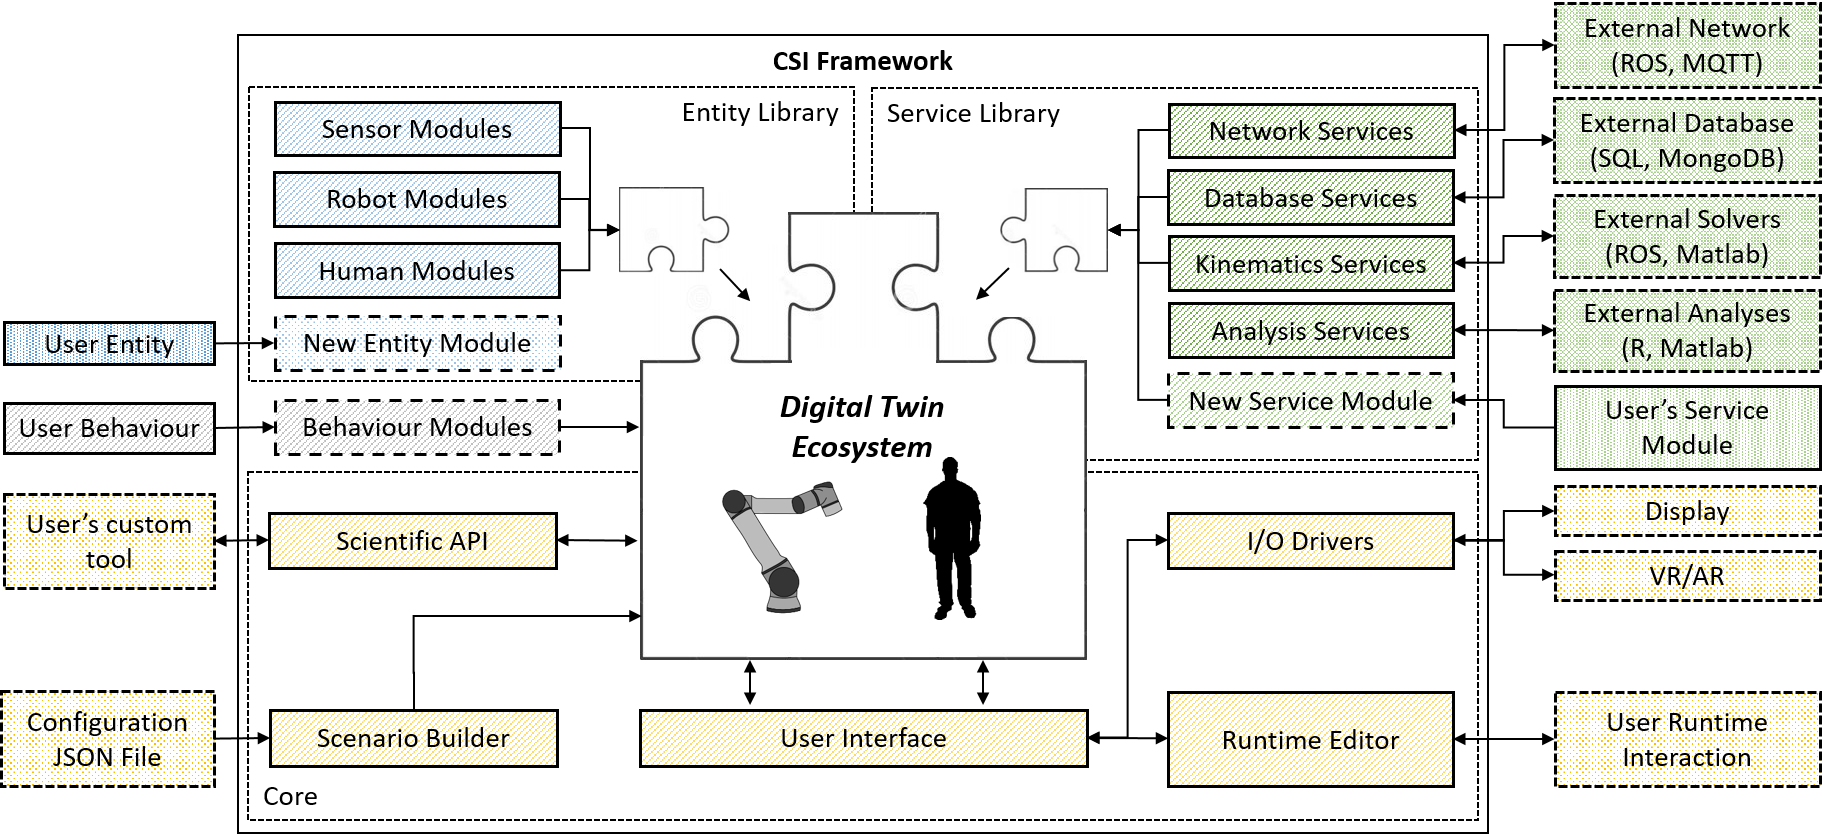 CSI Framework
Entity Library
Sensor Modules
Robot Modules
Human Modules
New Entity Module
User Entity
User Behaviour
Behaviour Modules
Service Library
Network Services
Database Services
Kinematics Services
Analysis Services
New Service Module
External Network
(ROS, MQTT)
External Database
(SQL, MongoDB)
External Solvers
(ROS, Matlab)
External Analyses
(R, Matlab)
User's Service
Module
Digital Twin
Ecosystem
User's custom
tool
Scientific API
I/O Drivers
Display
VR/AR
Configuration
JSON File
Scenario Builder
User Interface
Runtime Editor
User Runtime
Interaction
Core